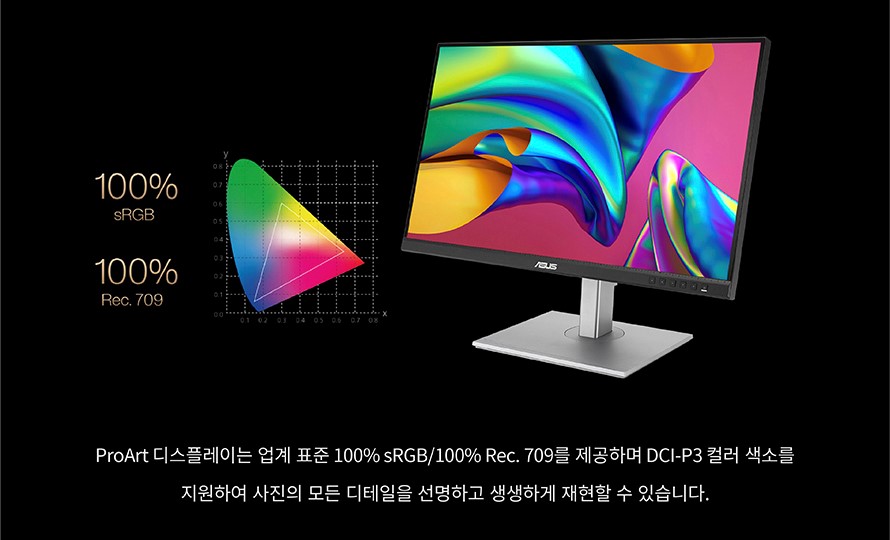 100%
sRGB
100%
Rec. 709
y
0.8
0.7
0.6
0.5
0.4
0.3
0.2
0.1
0.0
0.1 0.2 0.3 0.4 0.5 0.6 0.7 0.8
x
ASUS
ProArt 디스플레이는 업계 표준 100% sRGB/100% Rec. 709를 제공하며 DCI-P3 컬러 색소를
지원하여 사진의 모든 디테일을 선명하고 생생하게 재현할 수 있습니다.